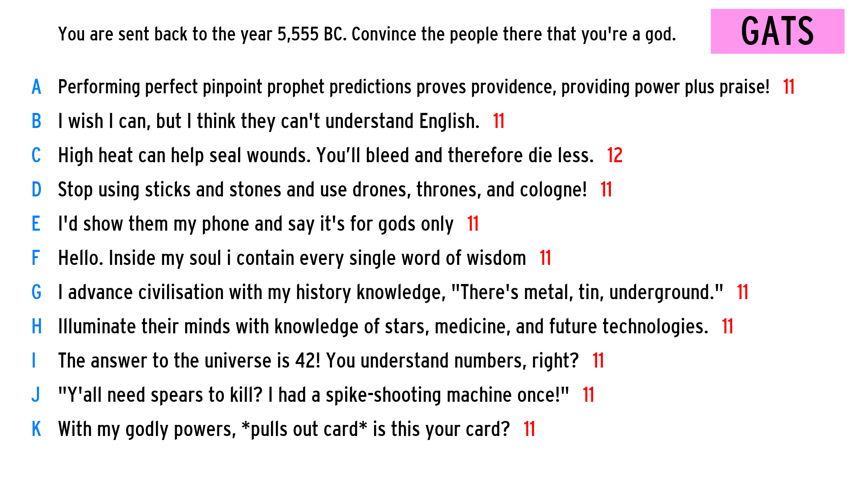 You are sent back to the year 5,555 BC. Convince the people there that you're a god.
GATS
A Performing perfect pinpoint prophet predictions proves providence, providing power plus praise! 11
B I wish I can, but I think they can't understand English. 11
C High heat can help seal wounds. You’ll bleed and therefore die less. 12
D Stop using sticks and stones and use drones, thrones, and cologne! 11
E I'd show them my phone and say it's for gods only 11
F Hello. Inside my soul i contain every single word of wisdom 11
G I advance civilisation with my history knowledge, "There's metal, tin, underground." 11
H Illuminate their minds with knowledge of stars, medicine, and future technologies. 11
I The answer to the universe is 42! You understand numbers, right? 11
J "Y'all need spears to kill? I had a spike-shooting machine once!" 11
K With my godly powers, *pulls out card* is this your card? 11